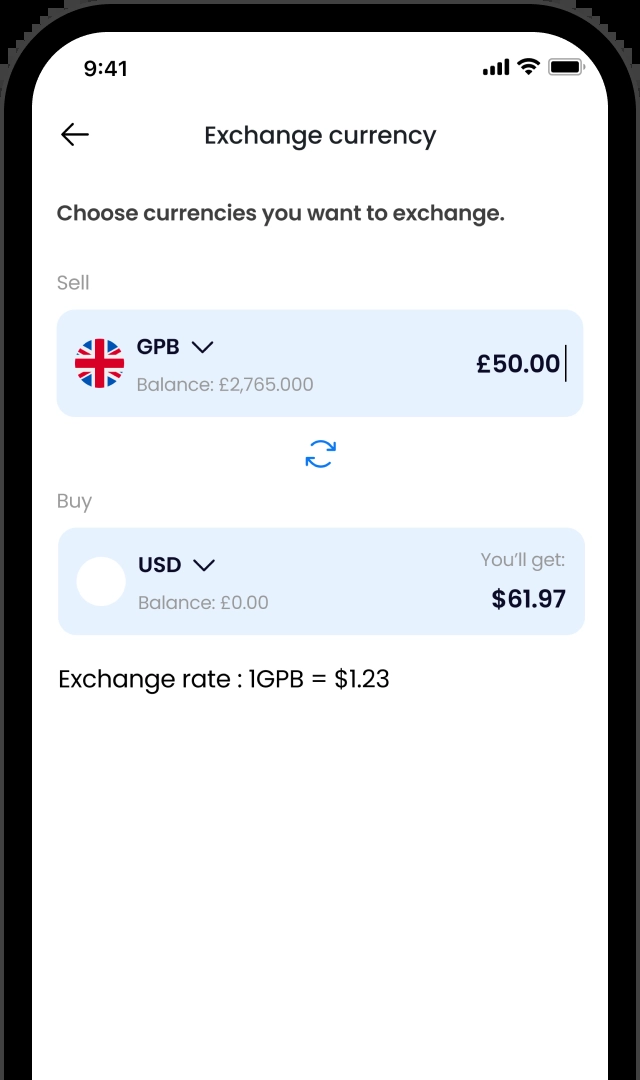 9:41
Exchange currency
Choose currencies you want to exchange.
Sell
GPB
Balance: £2,765.000
£50.00
Buy
USD
Balance: £0.00
You'll get:
$61.97
Exchange rate : 1GPB = $1.23